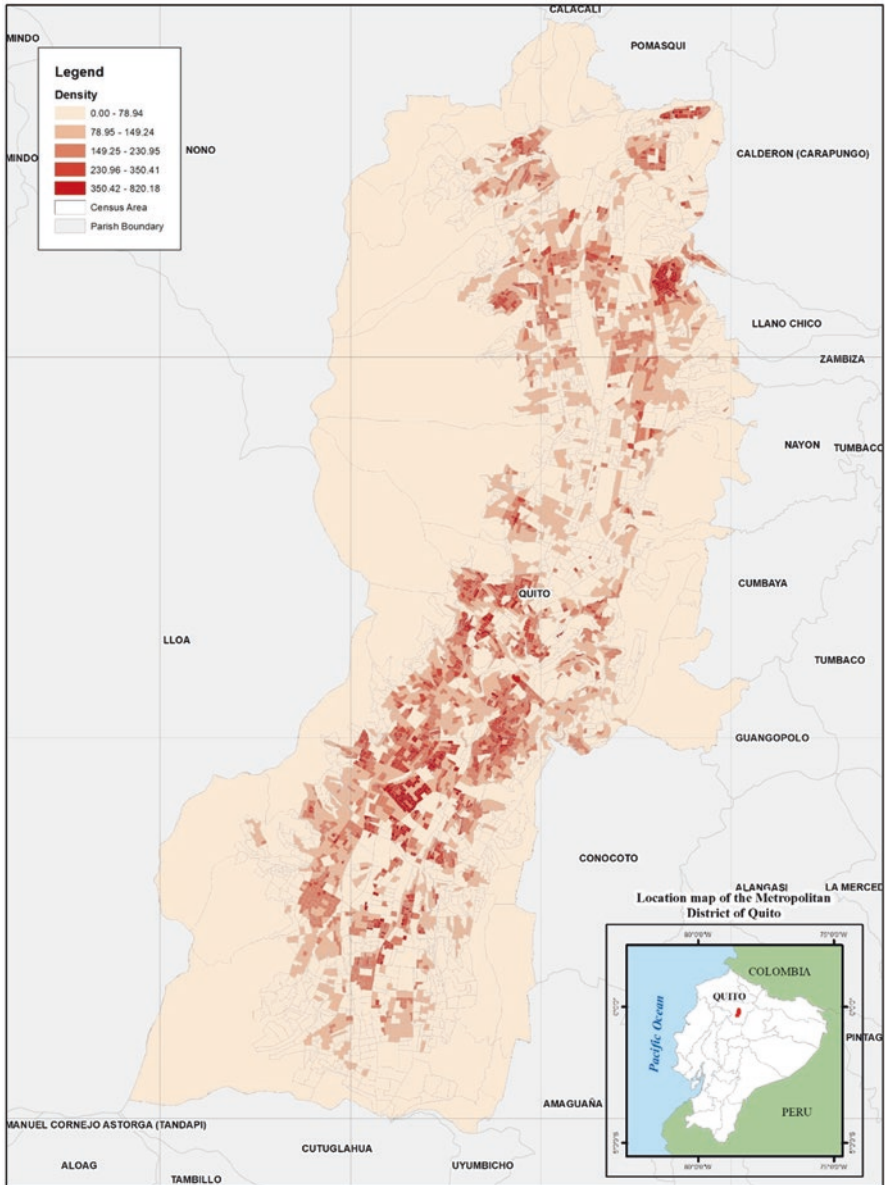 CALACALI
MINDO
POMASQUI
Legend
Density
0.00 - 78.94
78.95 - 149.24
149.25 - 230.95
230.96 - 350.41
350.42 - 820.18
Census Area
Parish Boundary
MINDO
NONO
CALDERON (CARAPUNGO)
LLANO CHICO
ZAMBIZA
NAYON
TUMBACO
CUMBAYA
QUITO
LLOA
TUMBACO
GUANGOPOLO
CONOCOTO
ALANGASI
LA MERCED
Location map of the Metropolitan
District of Quito
COLOMBIA
QUITO
Pacific Ocean
PINTAG
PERU
AMAGUAÑA
MANUEL CORNEJO ASTORGA (TANDAPI)
CUTUGLAHUA
ALOAG
UYUMBICHO
TAMBILLO